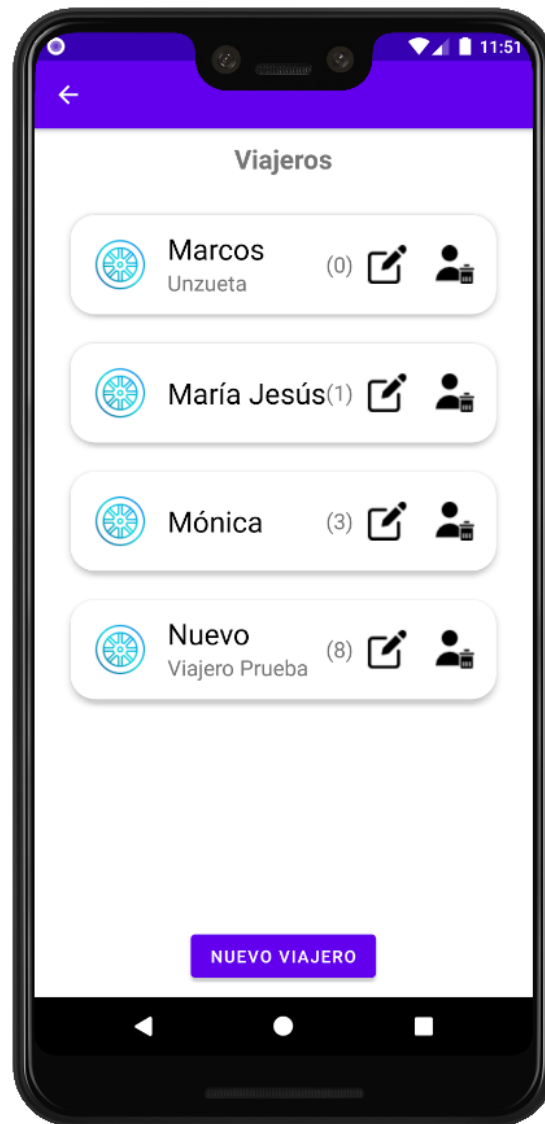 11:51
Viajeros
Marcos
Unzueta
(0)
María Jesús(1)
Mónica (3)
Nuevo
Viajero Prueba
(8)
NUEVO VIAJERO